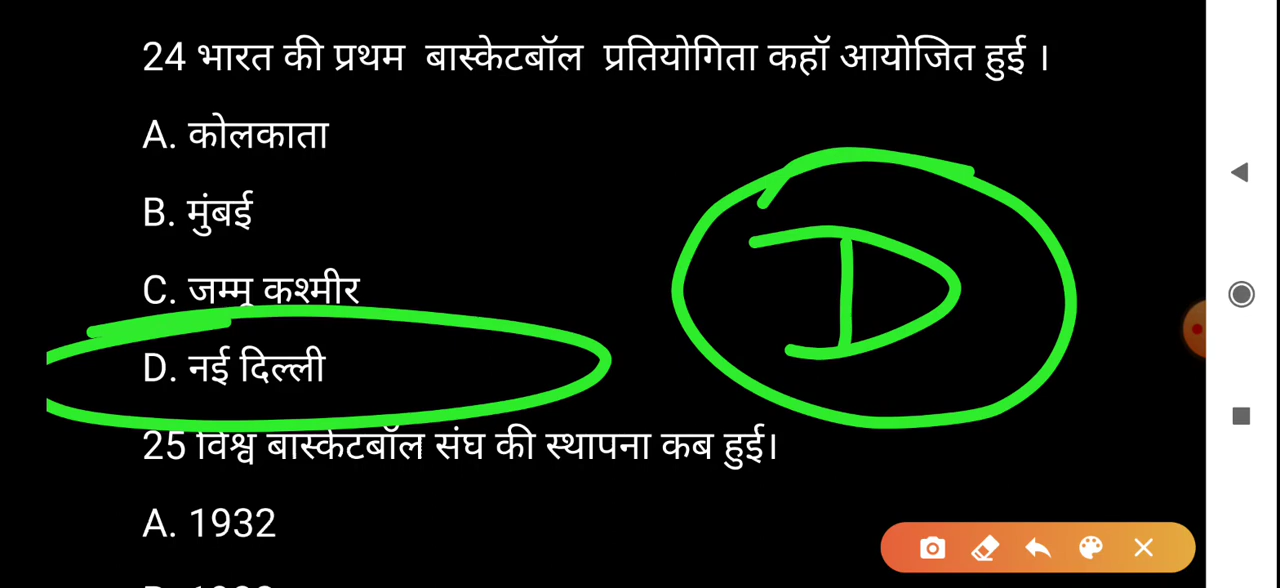 24 भारत की प्रथम बास्केटबॉल प्रतियोगिता कहॉ आयोजित हुई ।
A. कोलकाता
B. मुंबई
C. जम्मू कश्मीर
D. नई दिल्ली
D
25 विश्व बास्केटबॉल संघ की स्थापना कब हुई।
A. 1932